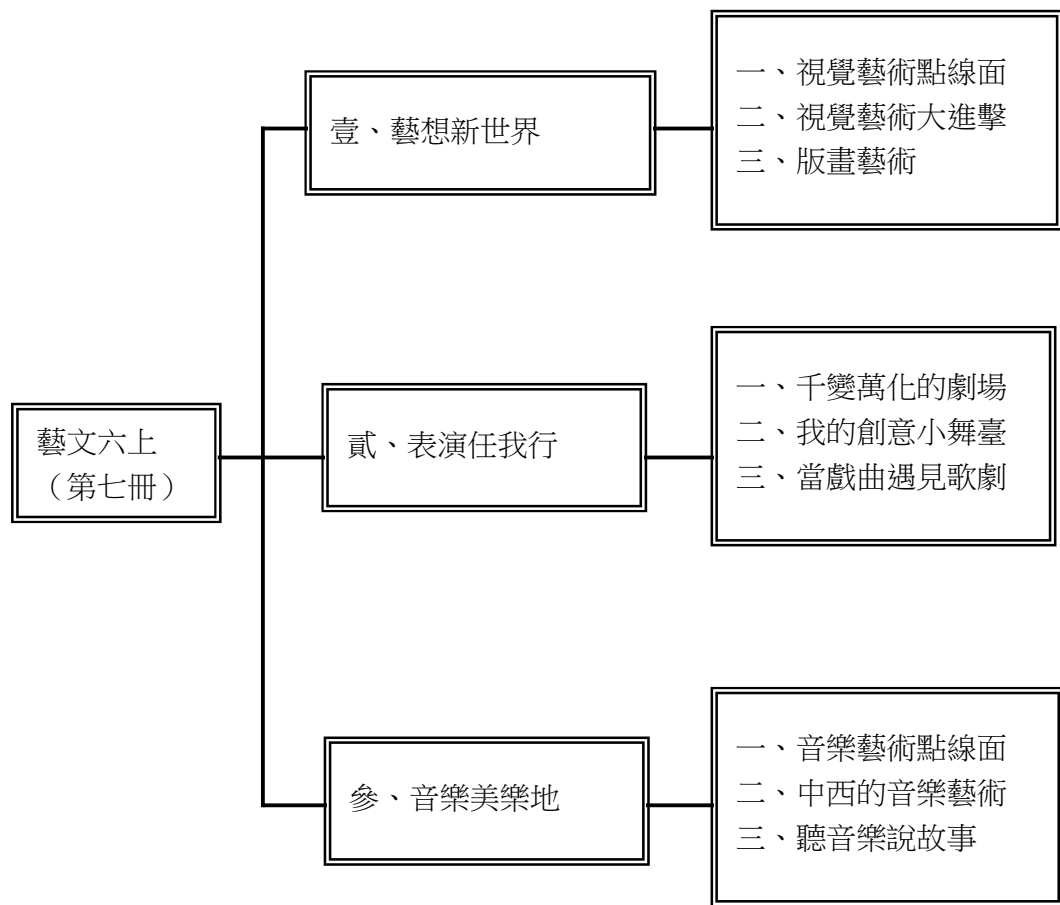 藝文六上
（第七冊）
壹、藝想新世界
一、視覺藝術點線面
二、視覺藝術大進擊
三、版畫藝術
貳、表演任我行
一、千變萬化的劇場
二、我的創意小舞臺
三、當戲曲遇見歌劇
參、音樂美樂地
一、音樂藝術點線面
二、中西的音樂藝術
三、聽音樂說故事